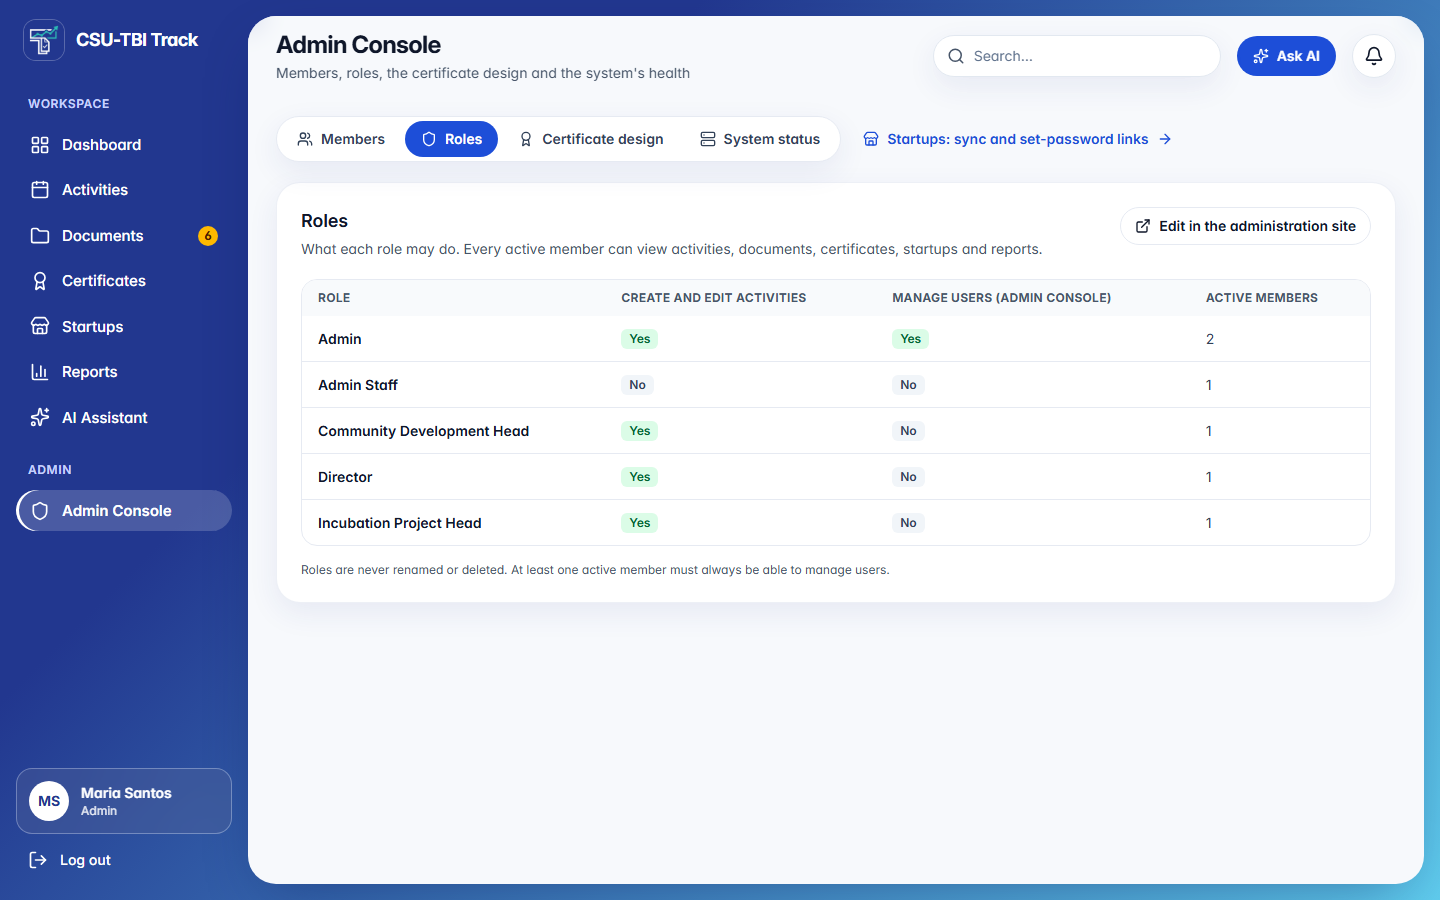 CSU-TBI Track
WORKSPACE
Dashboard
Activities
Documents 6
Certificates
Startups
Reports
AI Assistant
ADMIN
Admin Console
MS
Maria Santos
Admin
Log out
Admin Console
Members, roles, the certificate design and the system's health
Search...
Ask AI
Members Roles Certificate design System status Startups: sync and set-password links
Roles
What each role may do. Every active member can view activities, documents, certificates, startups and reports.
Edit in the administration site
ROLE CREATE AND EDIT ACTIVITIES MANAGE USERS (ADMIN CONSOLE) ACTIVE MEMBERS
Admin Yes Yes 2
Admin Staff No No 1
Community Development Head Yes No 1
Director Yes No 1
Incubation Project Head Yes No 1
Roles are never renamed or deleted. At least one active member must always be able to manage users.